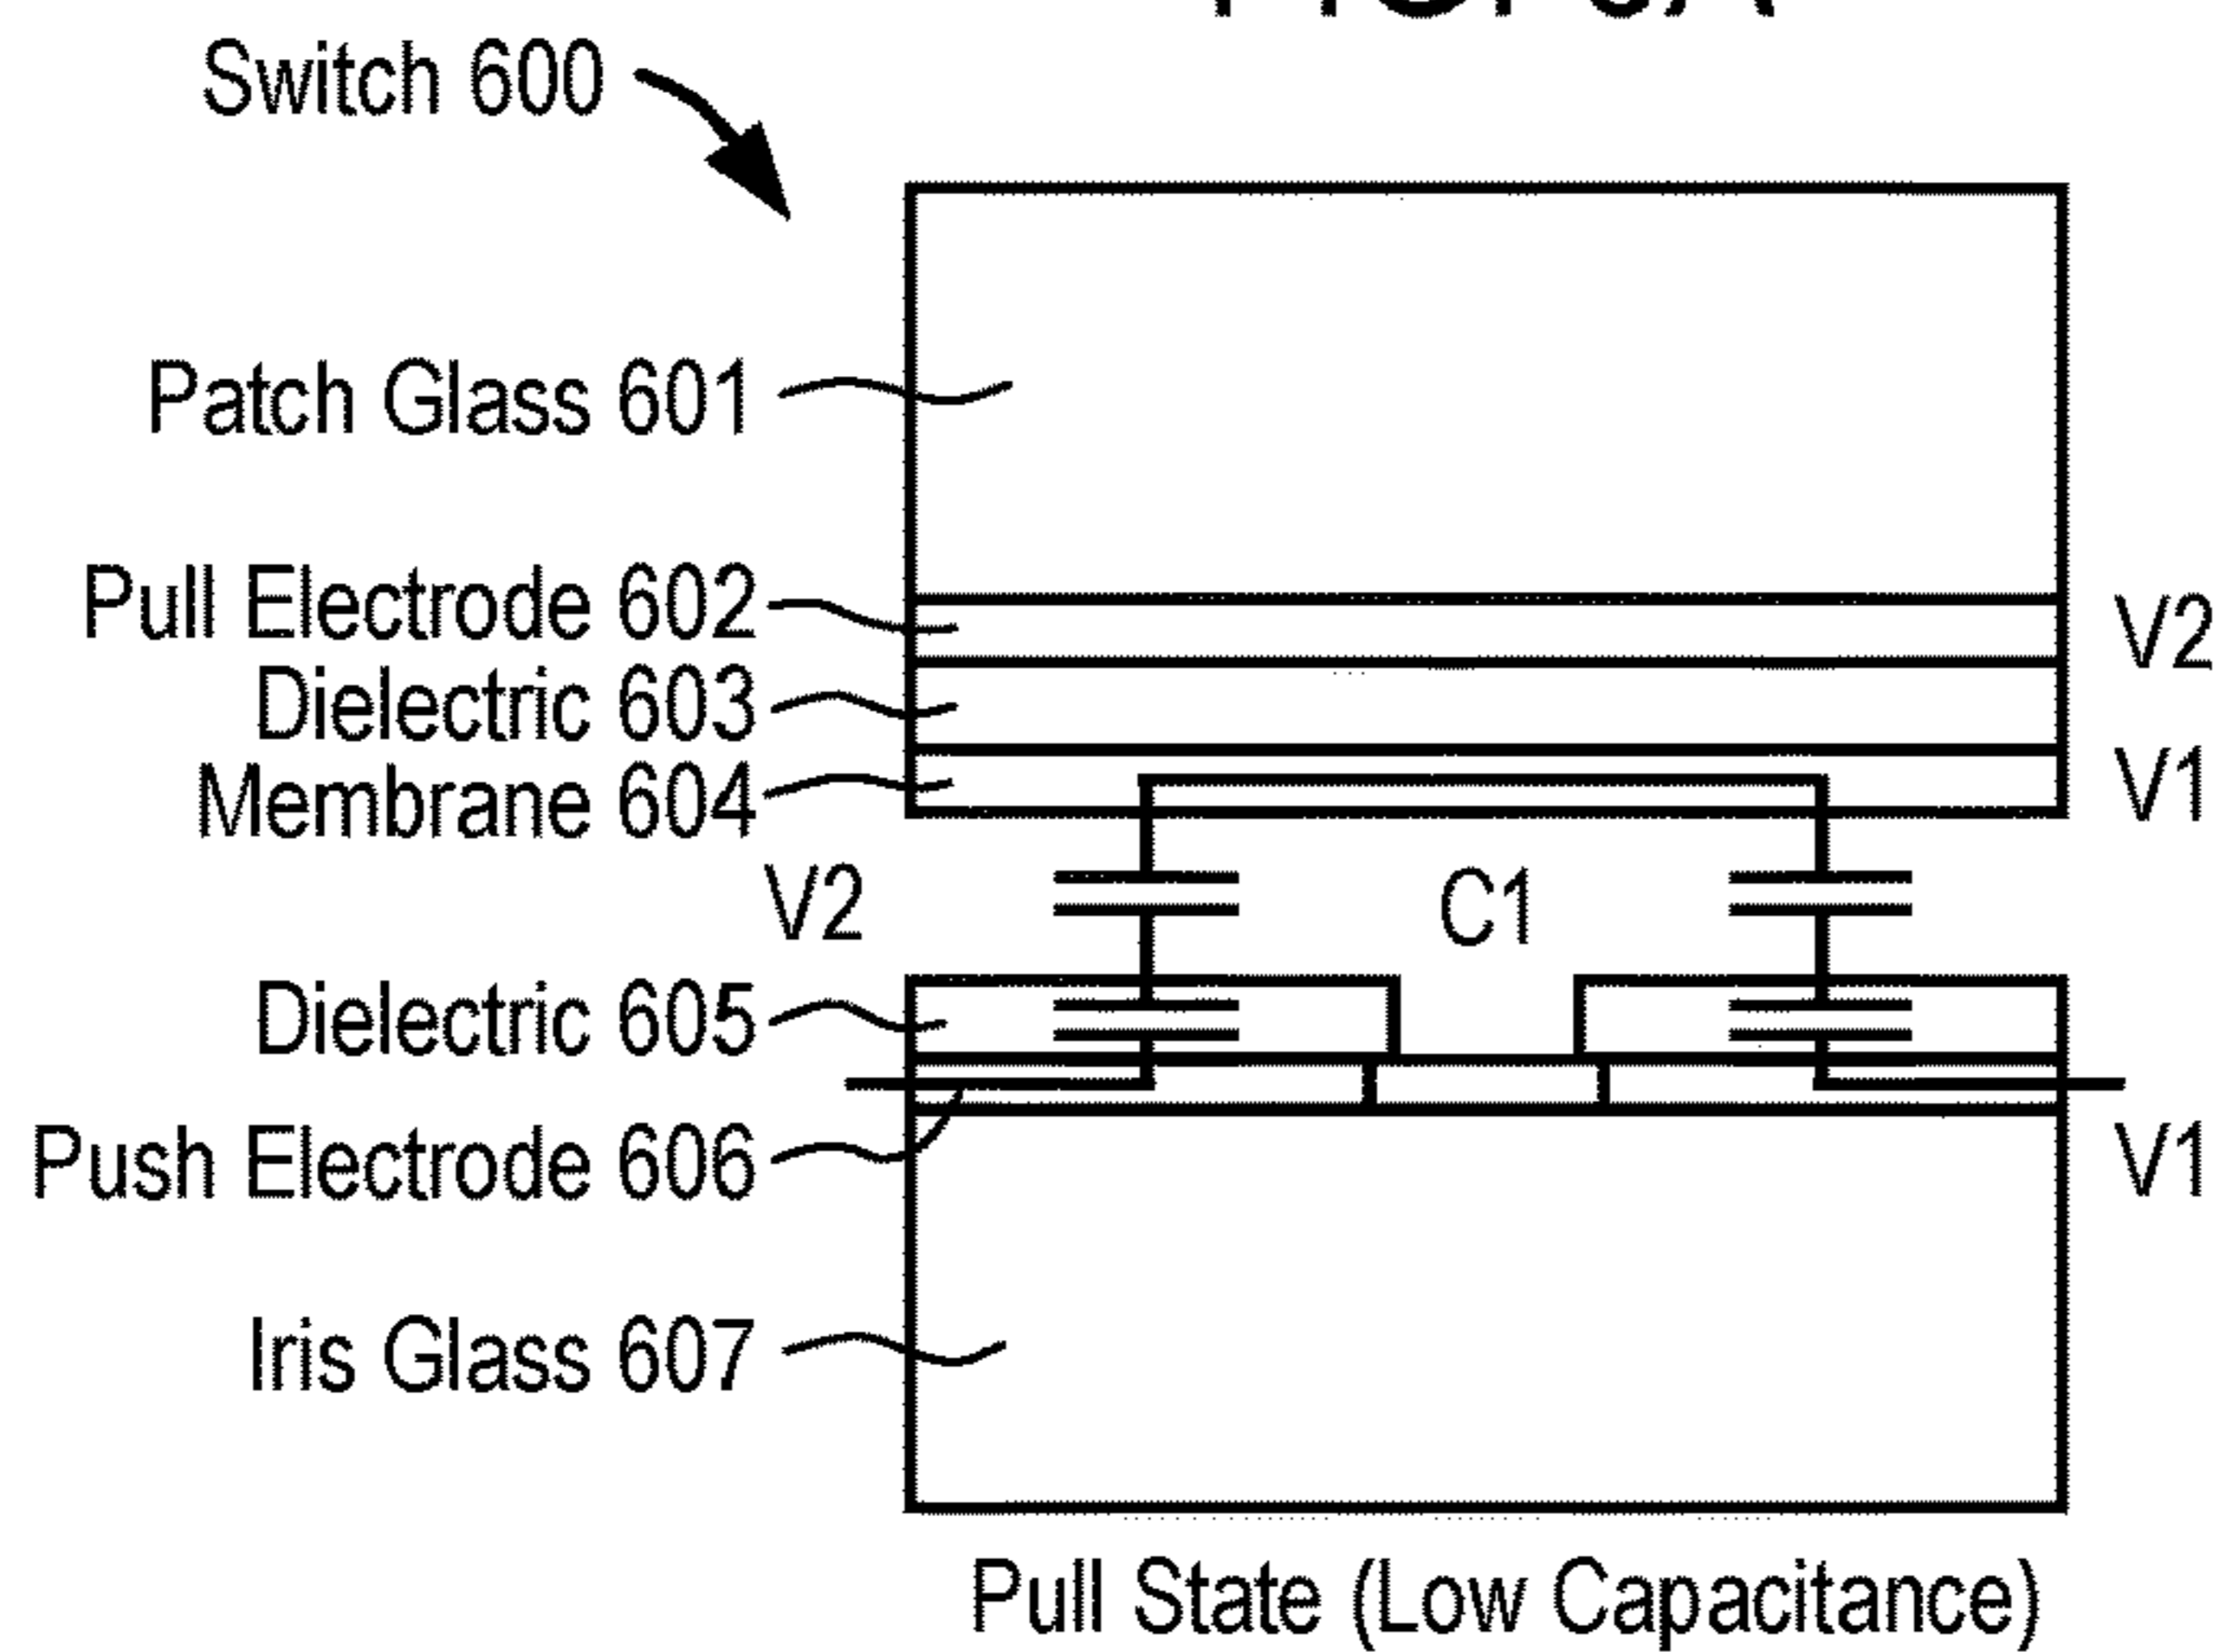 Switch 600
Patch Glass 601
Pull Electrode 602
V2
Dielectric 603
Membrane 604
V1
V2
C1
Dielectric 605
Push Electrode 606
V1
Iris Glass 607
Pull State (Low Capacitance)